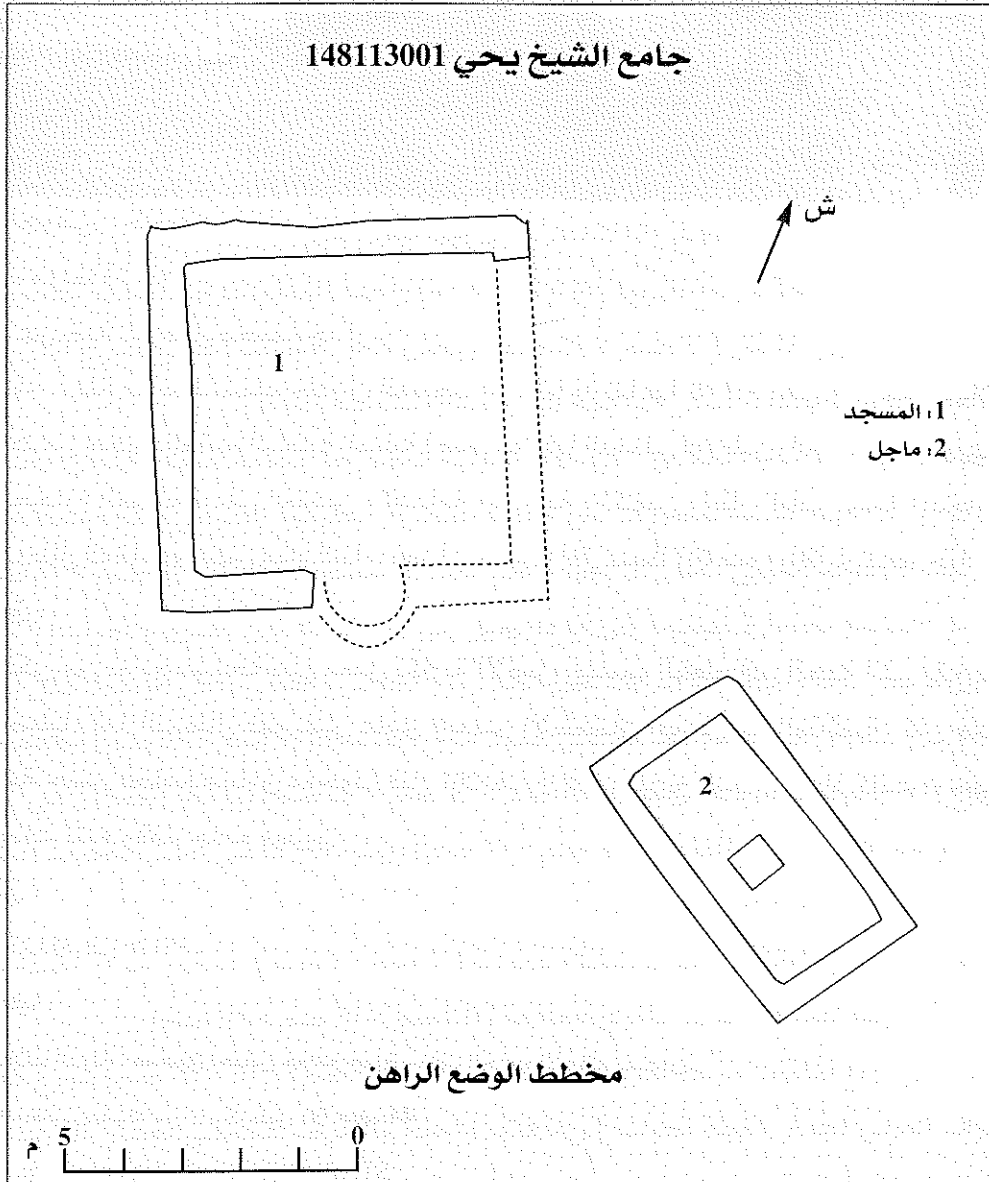 جامع الشيخ يحي 148113001
ش
1
1: المسجد
2: ماجل
2
مخطط الوضع الراهن
م 5 0